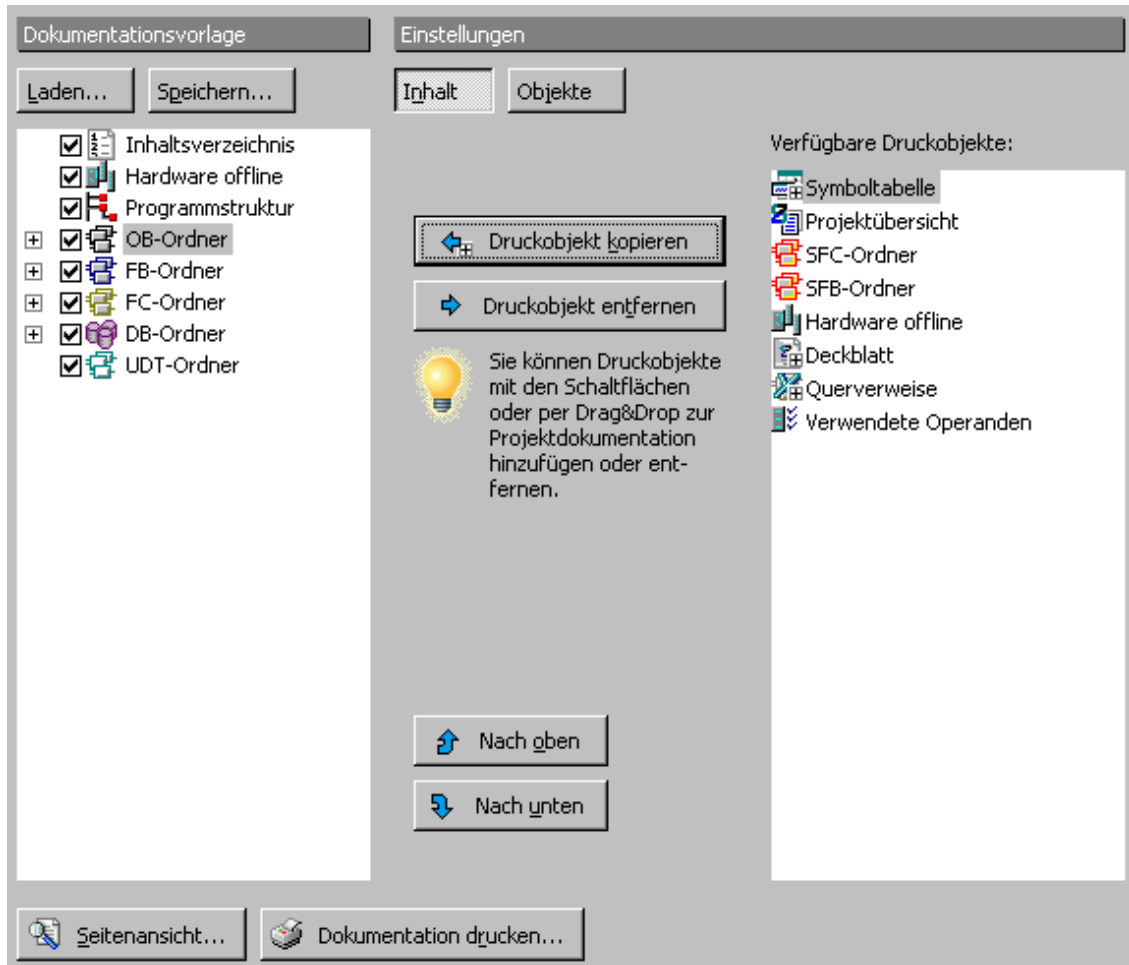 Dokumentationsvorlage
Einstellungen
Laden...
Speichern...
Inhalt
Objekte
Inhaltsverzeichnis
Hardware offline
Programmstruktur
OB-Ordner
FB-Ordner
FC-Ordner
DB-Ordner
UDT-Ordner
Druckobjekt kopieren
Druckobjekt entfernen
Sie können Druckobjekte
mit den Schaltflächen
oder per Drag&Drop zur
Projektdokumentation
hinzufügen oder ent-
fernen.
Nach oben
Nach unten
Verfügbare Druckobjekte:
Symboltabelle
Projektübersicht
SFC-Ordner
SFB-Ordner
Hardware offline
Deckblatt
Querverweise
Verwendete Operanden
Seitenansicht...
Dokumentation drucken...